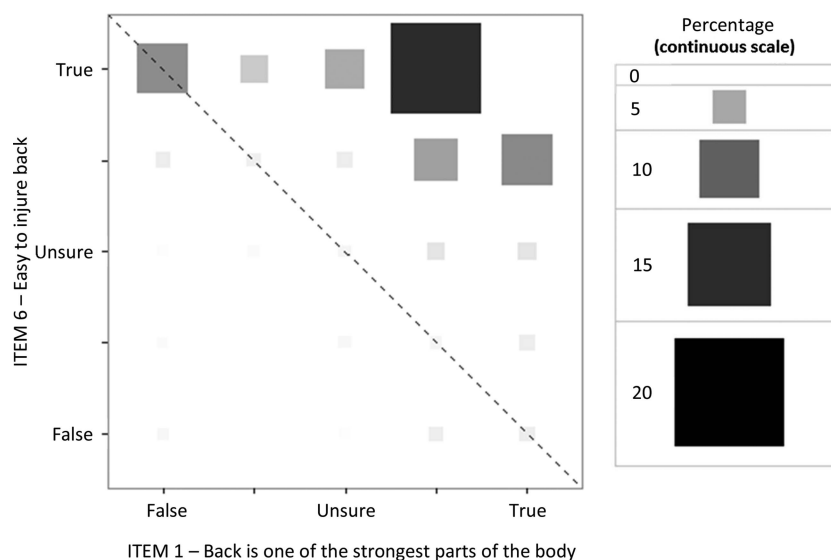 Percentage
(continuous scale)
0
5
10
15
20
True
Unsure
False
ITEM 6 – Easy to injure back
False
Unsure
True
ITEM 1 – Back is one of the strongest parts of the body